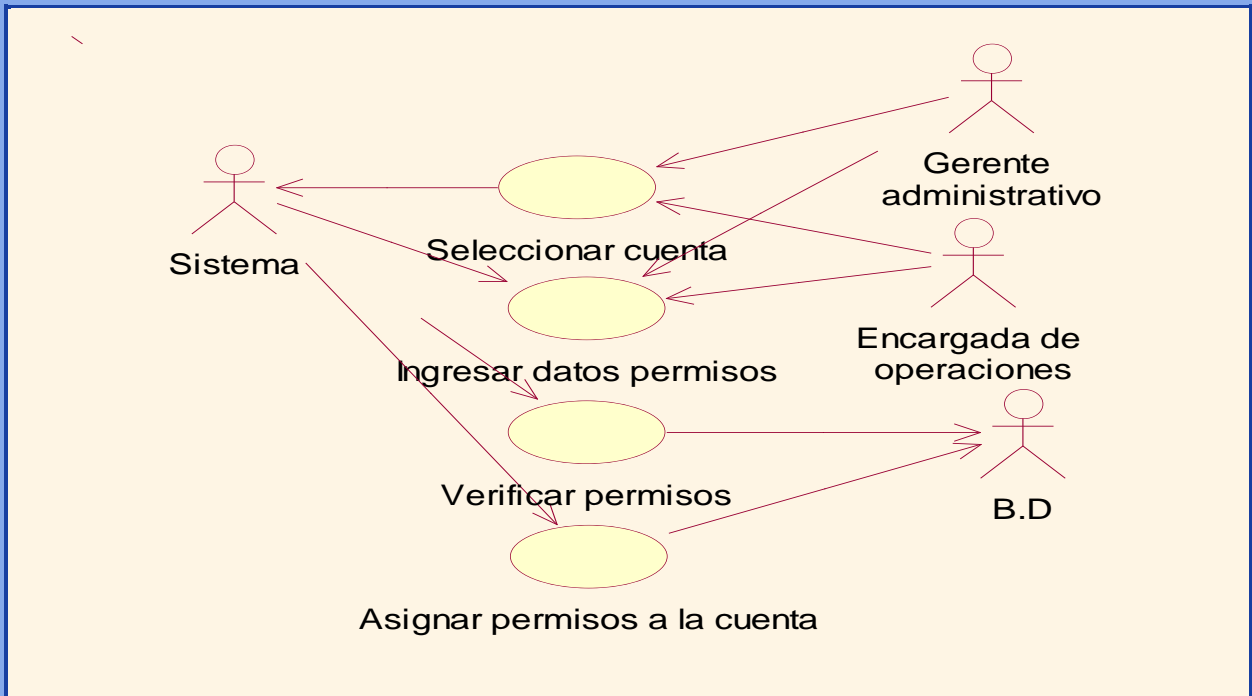 Gerente
administrativo
Seleccionar cuenta
Sistema
Encargada de
operaciones
Ingresar datos permisos
Verificar permisos
B.D
Asignar permisos a la cuenta